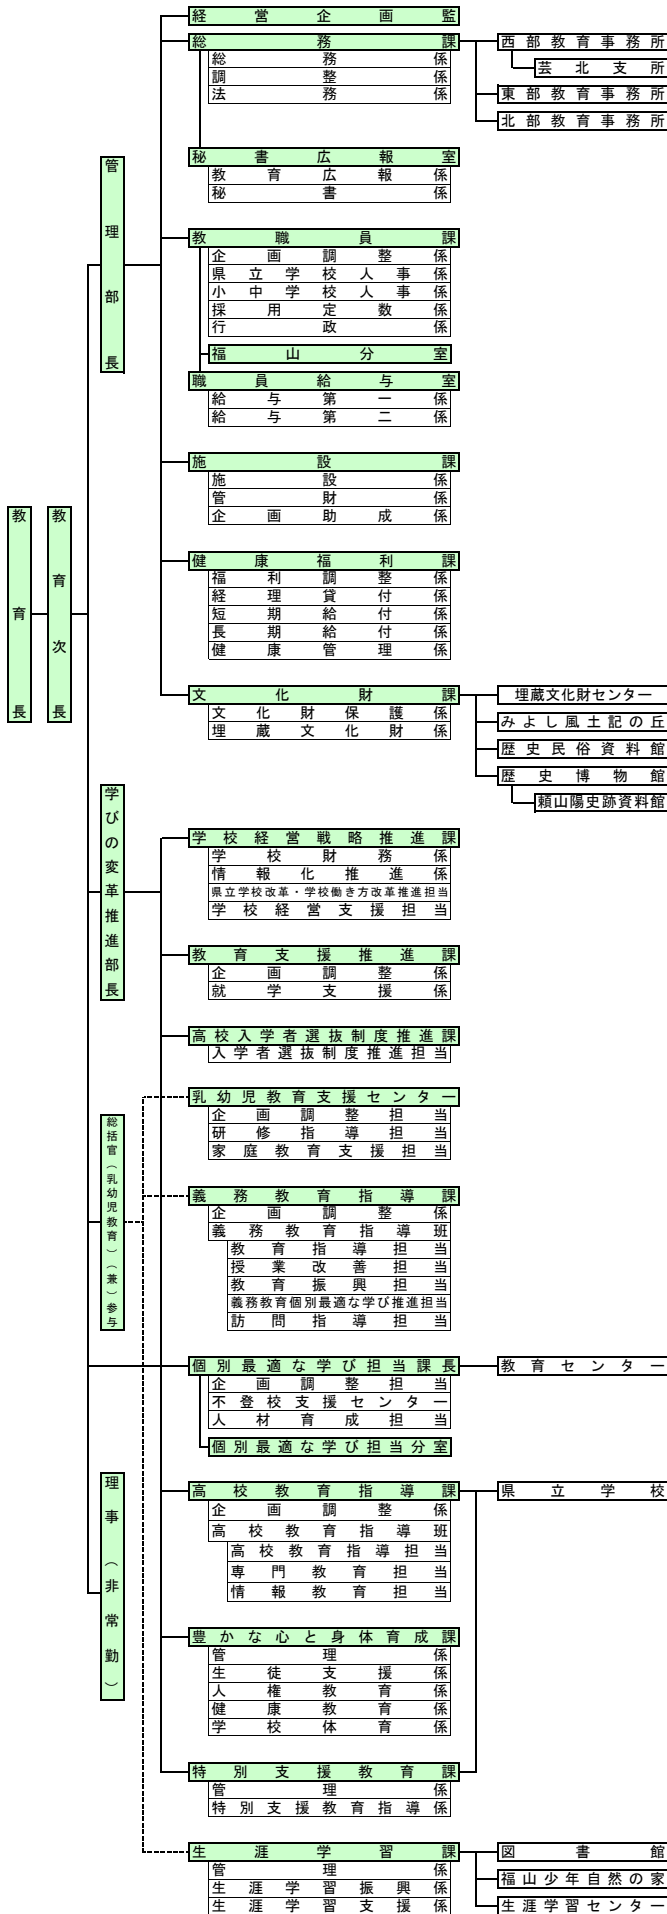 教育長
教育次長
管理部長
経営企画監
総務課
総務係
調整係
法務係
西部教育事務所
芸北支所
東部教育事務所
北部教育事務所
秘書広報室
教育広報係
秘書係
教職員課
企画調整係
県立学校人事係
小中学校人事係
採用定数係
行政係
福山分室
職員給与室
給与第一係
給与第二係
施設課
施設係
管財係
企画助成係
健康福利課
福利調整係
経理貸付係
短期給付係
長期給付係
健康管理係
文化財課
文化財保護係
埋蔵文化財係
埋蔵文化財センター
みよし風土記の丘
歴史民俗資料館
歴史博物館
頼山陽史跡資料館
学びの変革推進部長
学校経営戦略推進課
学校財務係
情報化推進係
県立学校改革・学校働き方改革推進担当
学校経営支援担当
教育支援推進課
企画調整係
就学支援係
高校入学者選抜制度推進課
入学者選抜制度推進担当
総括官（乳幼児教育）（兼）参与
乳幼児教育支援センター
企画調整担当
研修指導担当
家庭教育支援担当
義務教育指導課
企画調整係
義務教育指導班
教育指導担当
授業改善担当
教育振興担当
義務教育個別最適な学び推進担当
訪問指導担当
個別最適な学び担当課長
企画調整担当
不登校支援センター
人材育成担当
個別最適な学び担当分室
教育センター
理事（非常勤）
高校教育指導課
企画調整係
高校教育指導班
高校教育指導担当
専門教育担当
情報教育担当
県立学校
豊かな心と身体育成課
管理係
生徒支援係
人権教育係
健康教育係
学校体育係
特別支援教育課
管理係
特別支援教育指導係
生涯学習課
管理係
生涯学習振興係
生涯学習支援係
図書館
福山少年自然の家
生涯学習センター